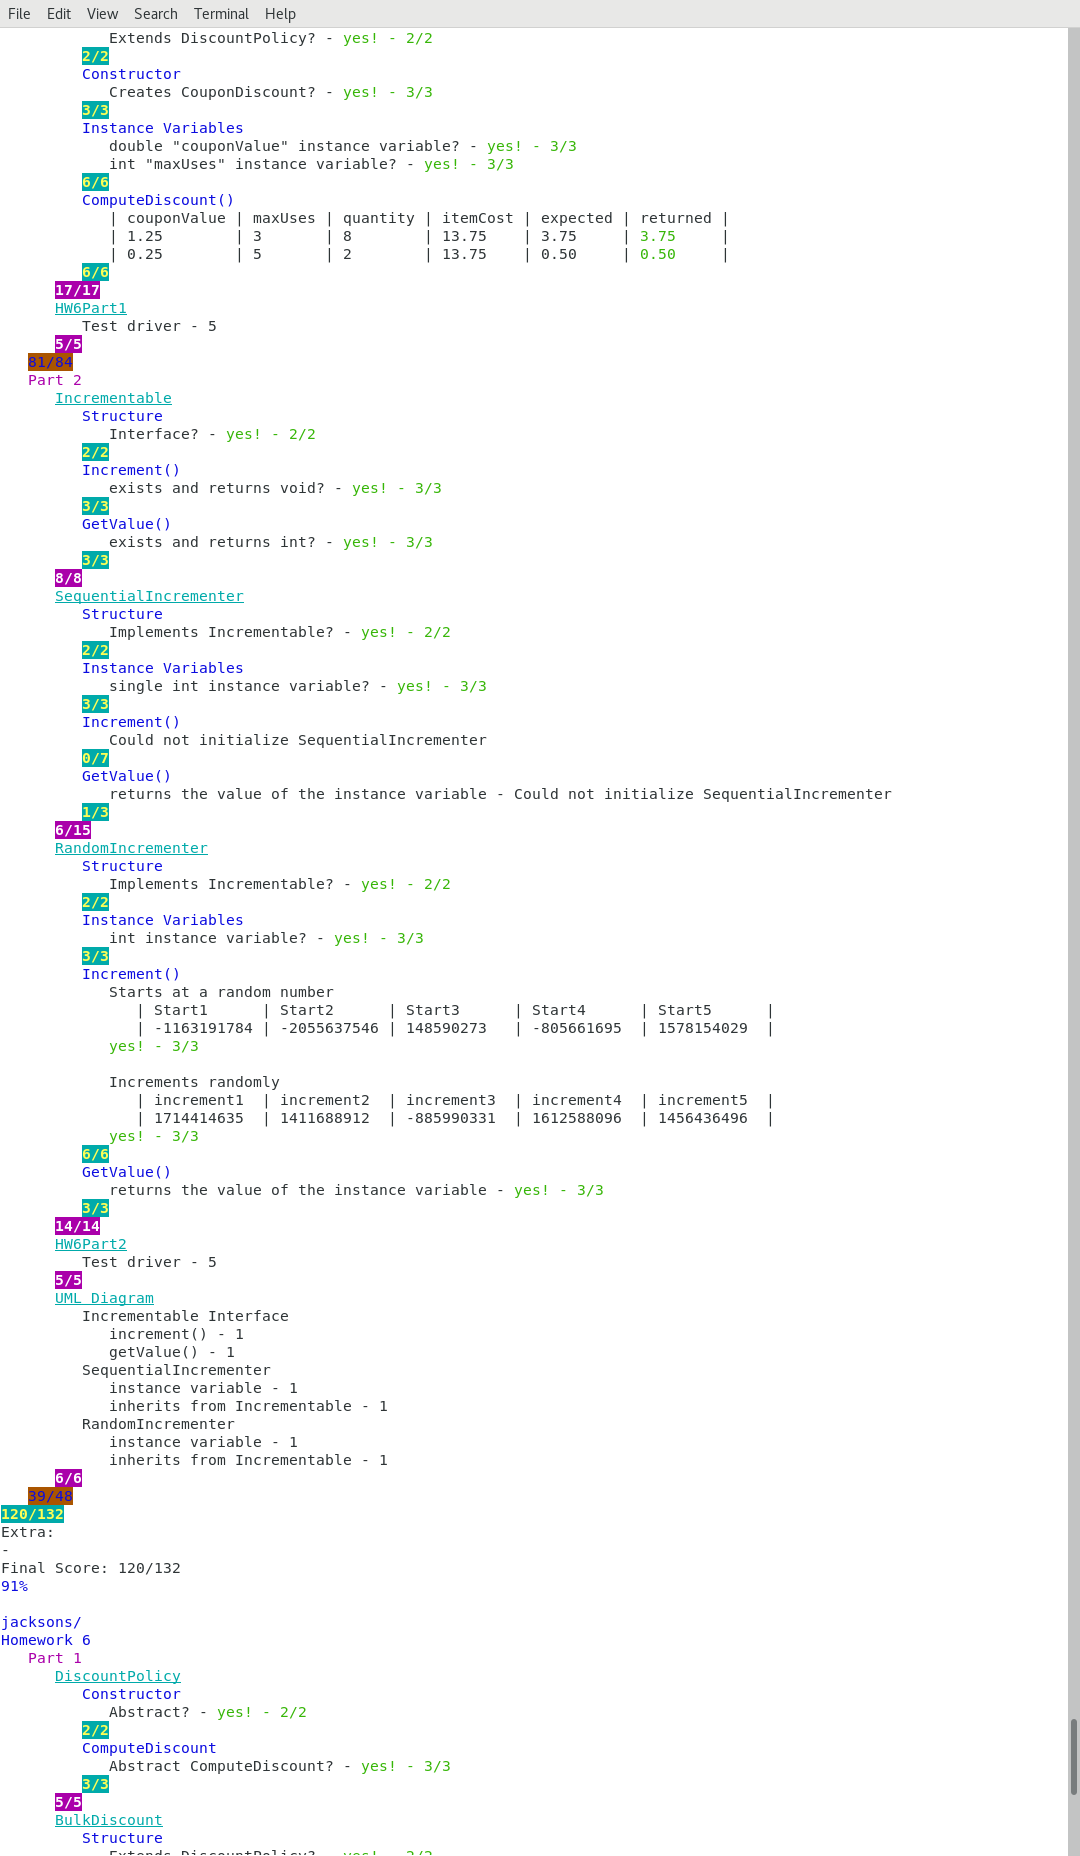 File Edit View Search Terminal Help
Extends DiscountPolicy? - yes! - 2/2
2/2
Constructor
Creates CouponDiscount? - yes! - 3/3
3/3
Instance Variables
double "couponValue" instance variable? - yes! - 3/3
int "maxUses" instance variable? - yes! - 3/3
6/6
ComputeDiscount()
| couponValue | maxUses | quantity | itemCost | expected | returned |
| 1.25 | 3 | 8 | 13.75 | 3.75 | 3.75 |
| 0.25 | 5 | 2 | 13.75 | 0.50 | 0.50 |
6/6
17/17
HW6Part1
Test driver - 5
5/5
81/84
Part 2
Incrementable
Structure
Interface? - yes! - 2/2
2/2
Increment()
exists and returns void? - yes! - 3/3
3/3
GetValue()
exists and returns int? - yes! - 3/3
3/3
8/8
SequentialIncrementer
Structure
Implements Incrementable? - yes! - 2/2
2/2
Instance Variables
single int instance variable? - yes! - 3/3
3/3
Increment()
Could not initialize SequentialIncrementer
0/7
GetValue()
returns the value of the instance variable - Could not initialize SequentialIncrementer
1/3
6/15
RandomIncrementer
Structure
Implements Incrementable? - yes! - 2/2
2/2
Instance Variables
int instance variable? - yes! - 3/3
3/3
Increment()
Starts at a random number
| Start1 | Start2 | Start3 | Start4 | Start5 |
| -1163191784 | -2055637546 | 148590273 | -805661695 | 1578154029 |
yes! - 3/3
Increments randomly
| increment1 | increment2 | increment3 | increment4 | increment5 |
| 1714414635 | 1411688912 | -885990331 | 1612588096 | 1456436496 |
yes! - 3/3
6/6
GetValue()
returns the value of the instance variable - yes! - 3/3
3/3
14/14
HW6Part2
Test driver - 5
5/5
UML Diagram
Incrementable Interface
increment() - 1
getValue() - 1
SequentialIncrementer
instance variable - 1
inherits from Incrementable - 1
RandomIncrementer
instance variable - 1
inherits from Incrementable - 1
6/6
39/48
120/132
Extra:
-
Final Score: 120/132
91%
jacksons/
Homework 6
Part 1
DiscountPolicy
Constructor
Abstract? - yes! - 2/2
2/2
ComputeDiscount
Abstract ComputeDiscount? - yes! - 3/3
3/3
5/5
BulkDiscount
Structure
Extends DiscountPolicy? - yes! - 2/2